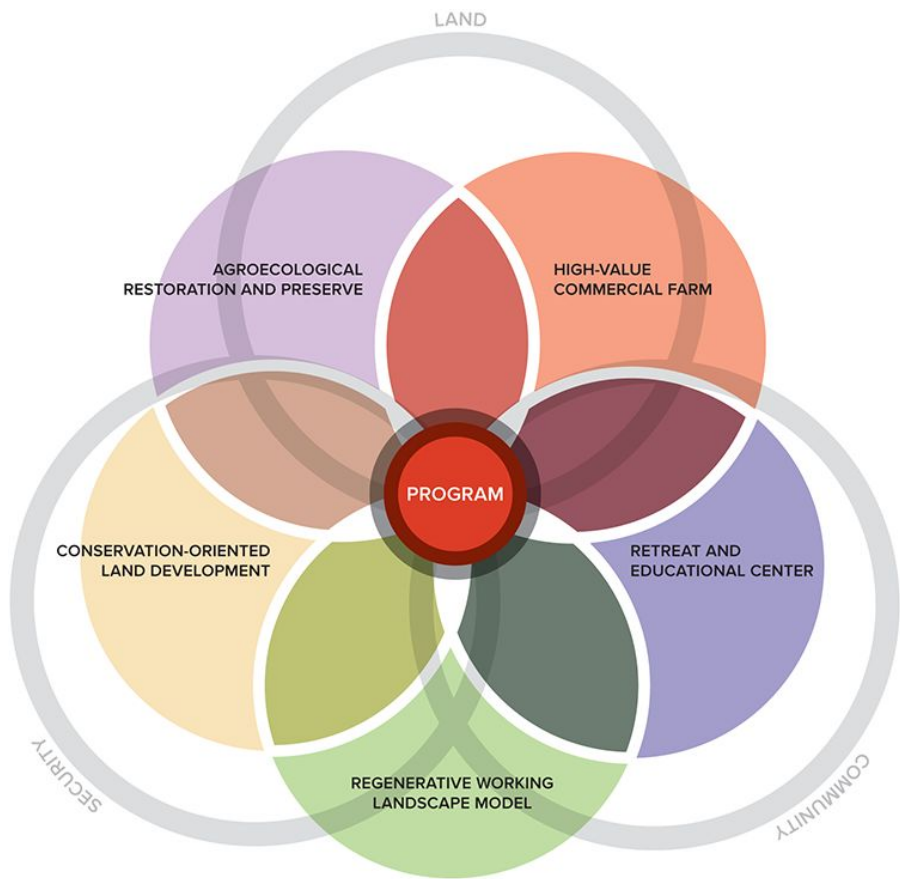 LAND
AGROECOLOGICAL
RESTORATION AND PRESERVE
HIGH-VALUE
COMMERCIAL FARM
PROGRAM
CONSERVATION-ORIENTED
LAND DEVELOPMENT
RETREAT AND
EDUCATIONAL CENTER
REGENERATIVE WORKING
LANDSCAPE MODEL
SECURITY
COMMUNITY